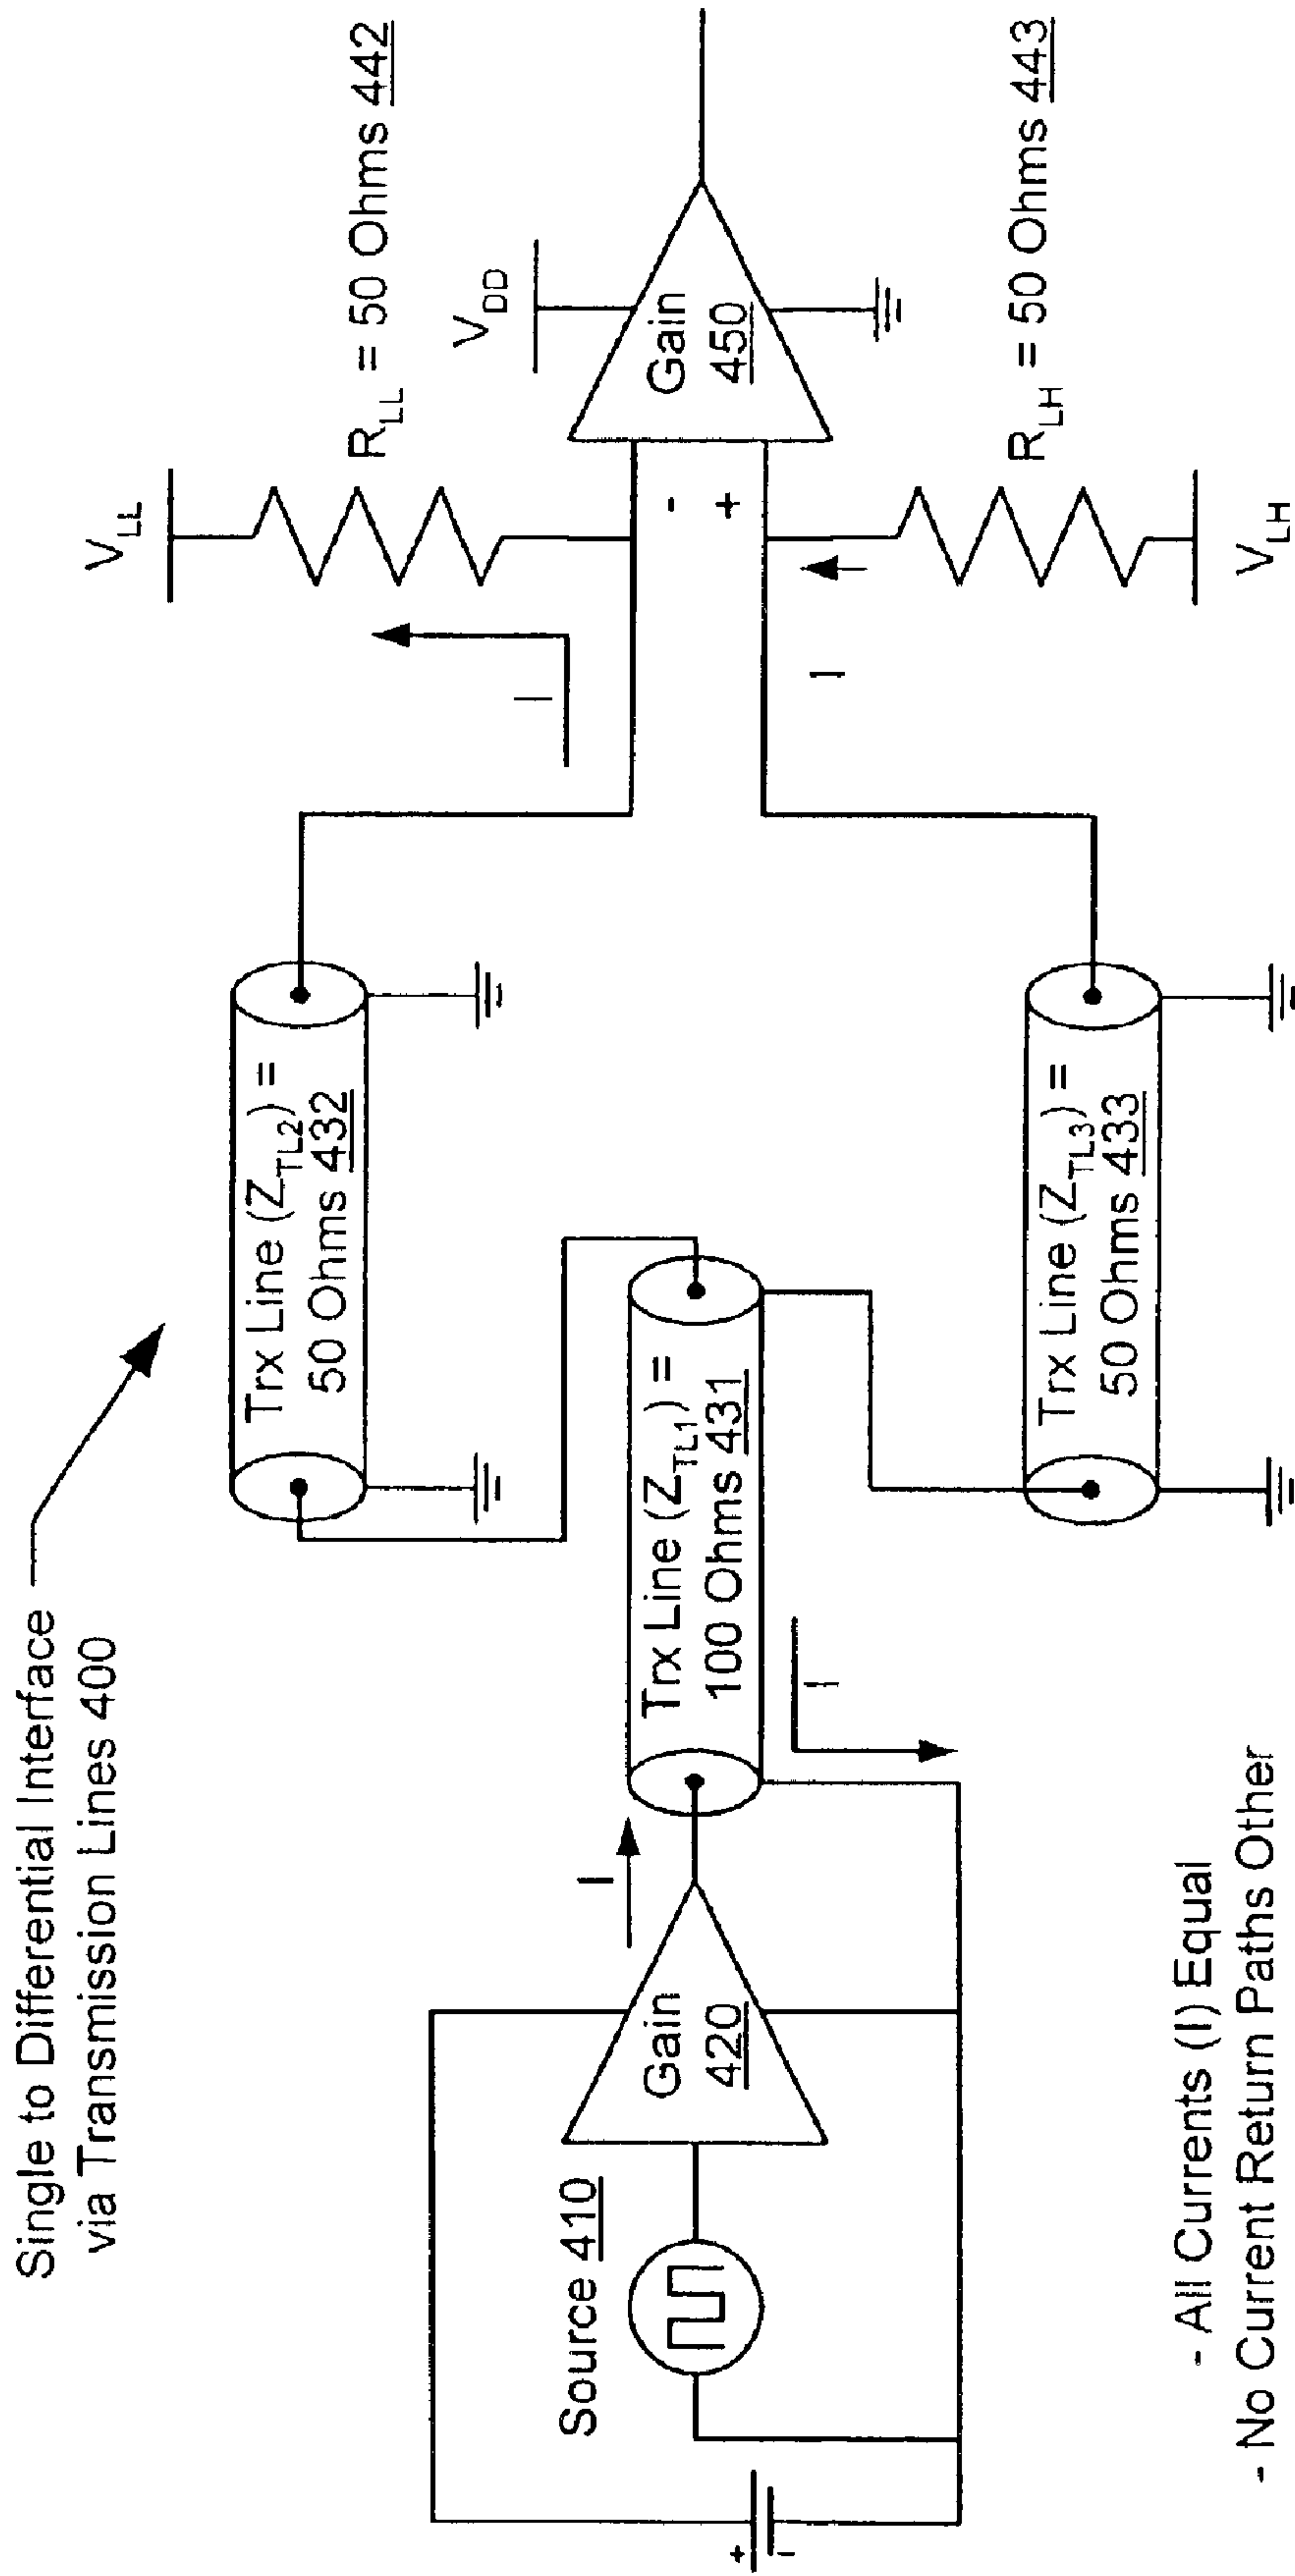 Single to Differential Interface
via Transmission Lines 400
Source 410
+
-
Gain
420
I
I
Trx Line (Z_TL1) =
100 Ohms 431
Trx Line (Z_TL2) =
50 Ohms 432
Trx Line (Z_TL3) =
50 Ohms 433
I
I
V_LL
R_LL = 50 Ohms 442
V_DD
-
+
Gain
450
R_LH = 50 Ohms 443
V_LH
- All Currents (I) Equal
- No Current Return Paths Other